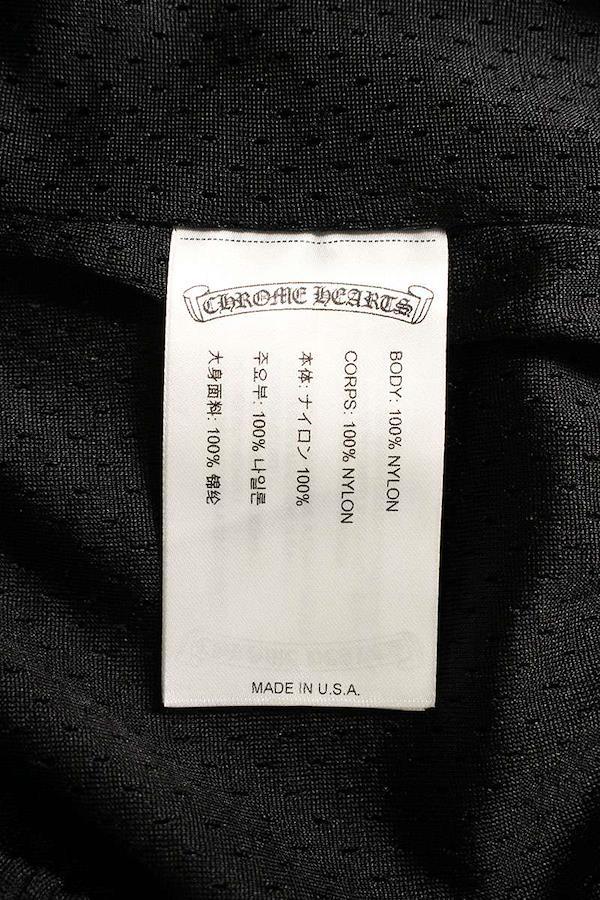 CHROME HEARTS
BODY: 100% NYLON
CORPS: 100% NYLON
本体: ナイロン 100%
주요부: 100% 나일론
大身面料: 100% 锦纶
MADE IN U.S.A.